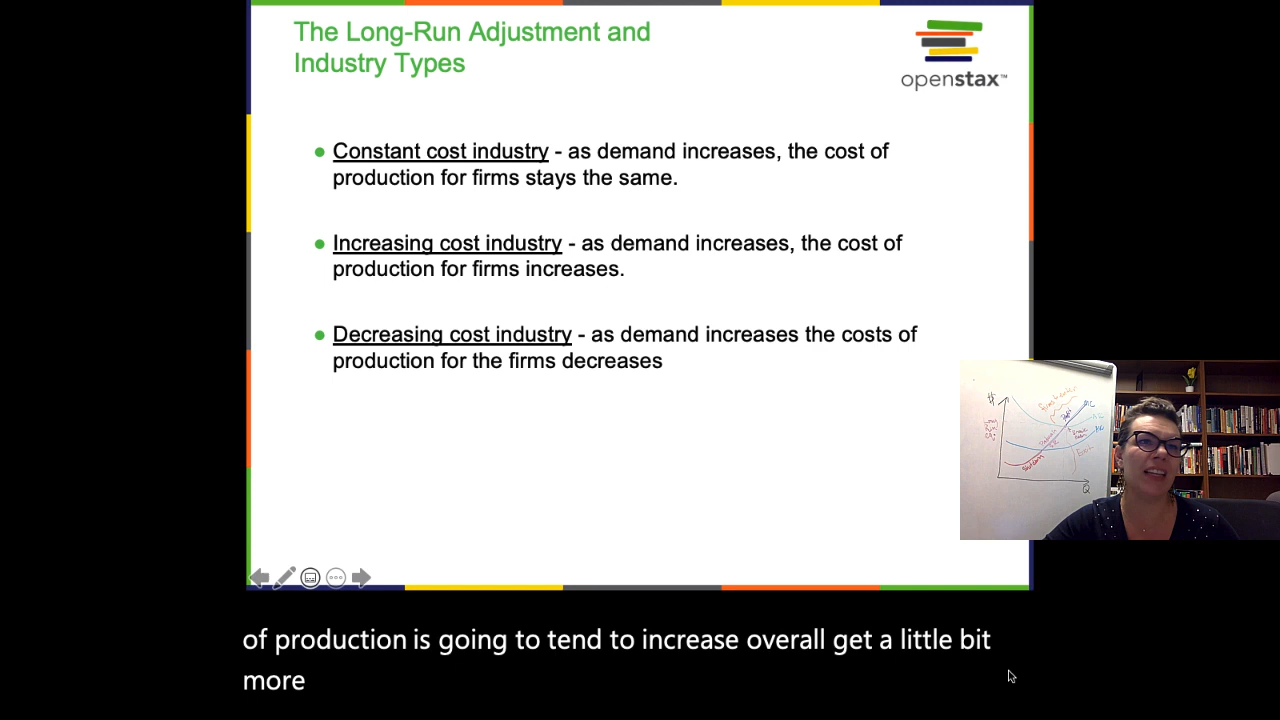 The Long-Run Adjustment and
Industry Types
openstax™
Constant cost industry - as demand increases, the cost of
production for firms stays the same.
Increasing cost industry - as demand increases, the cost of
production for firms increases.
Decreasing cost industry - as demand increases the costs of
production for the firms decreases
MC
Q
of production is going to tend to increase overall get a little bit
more